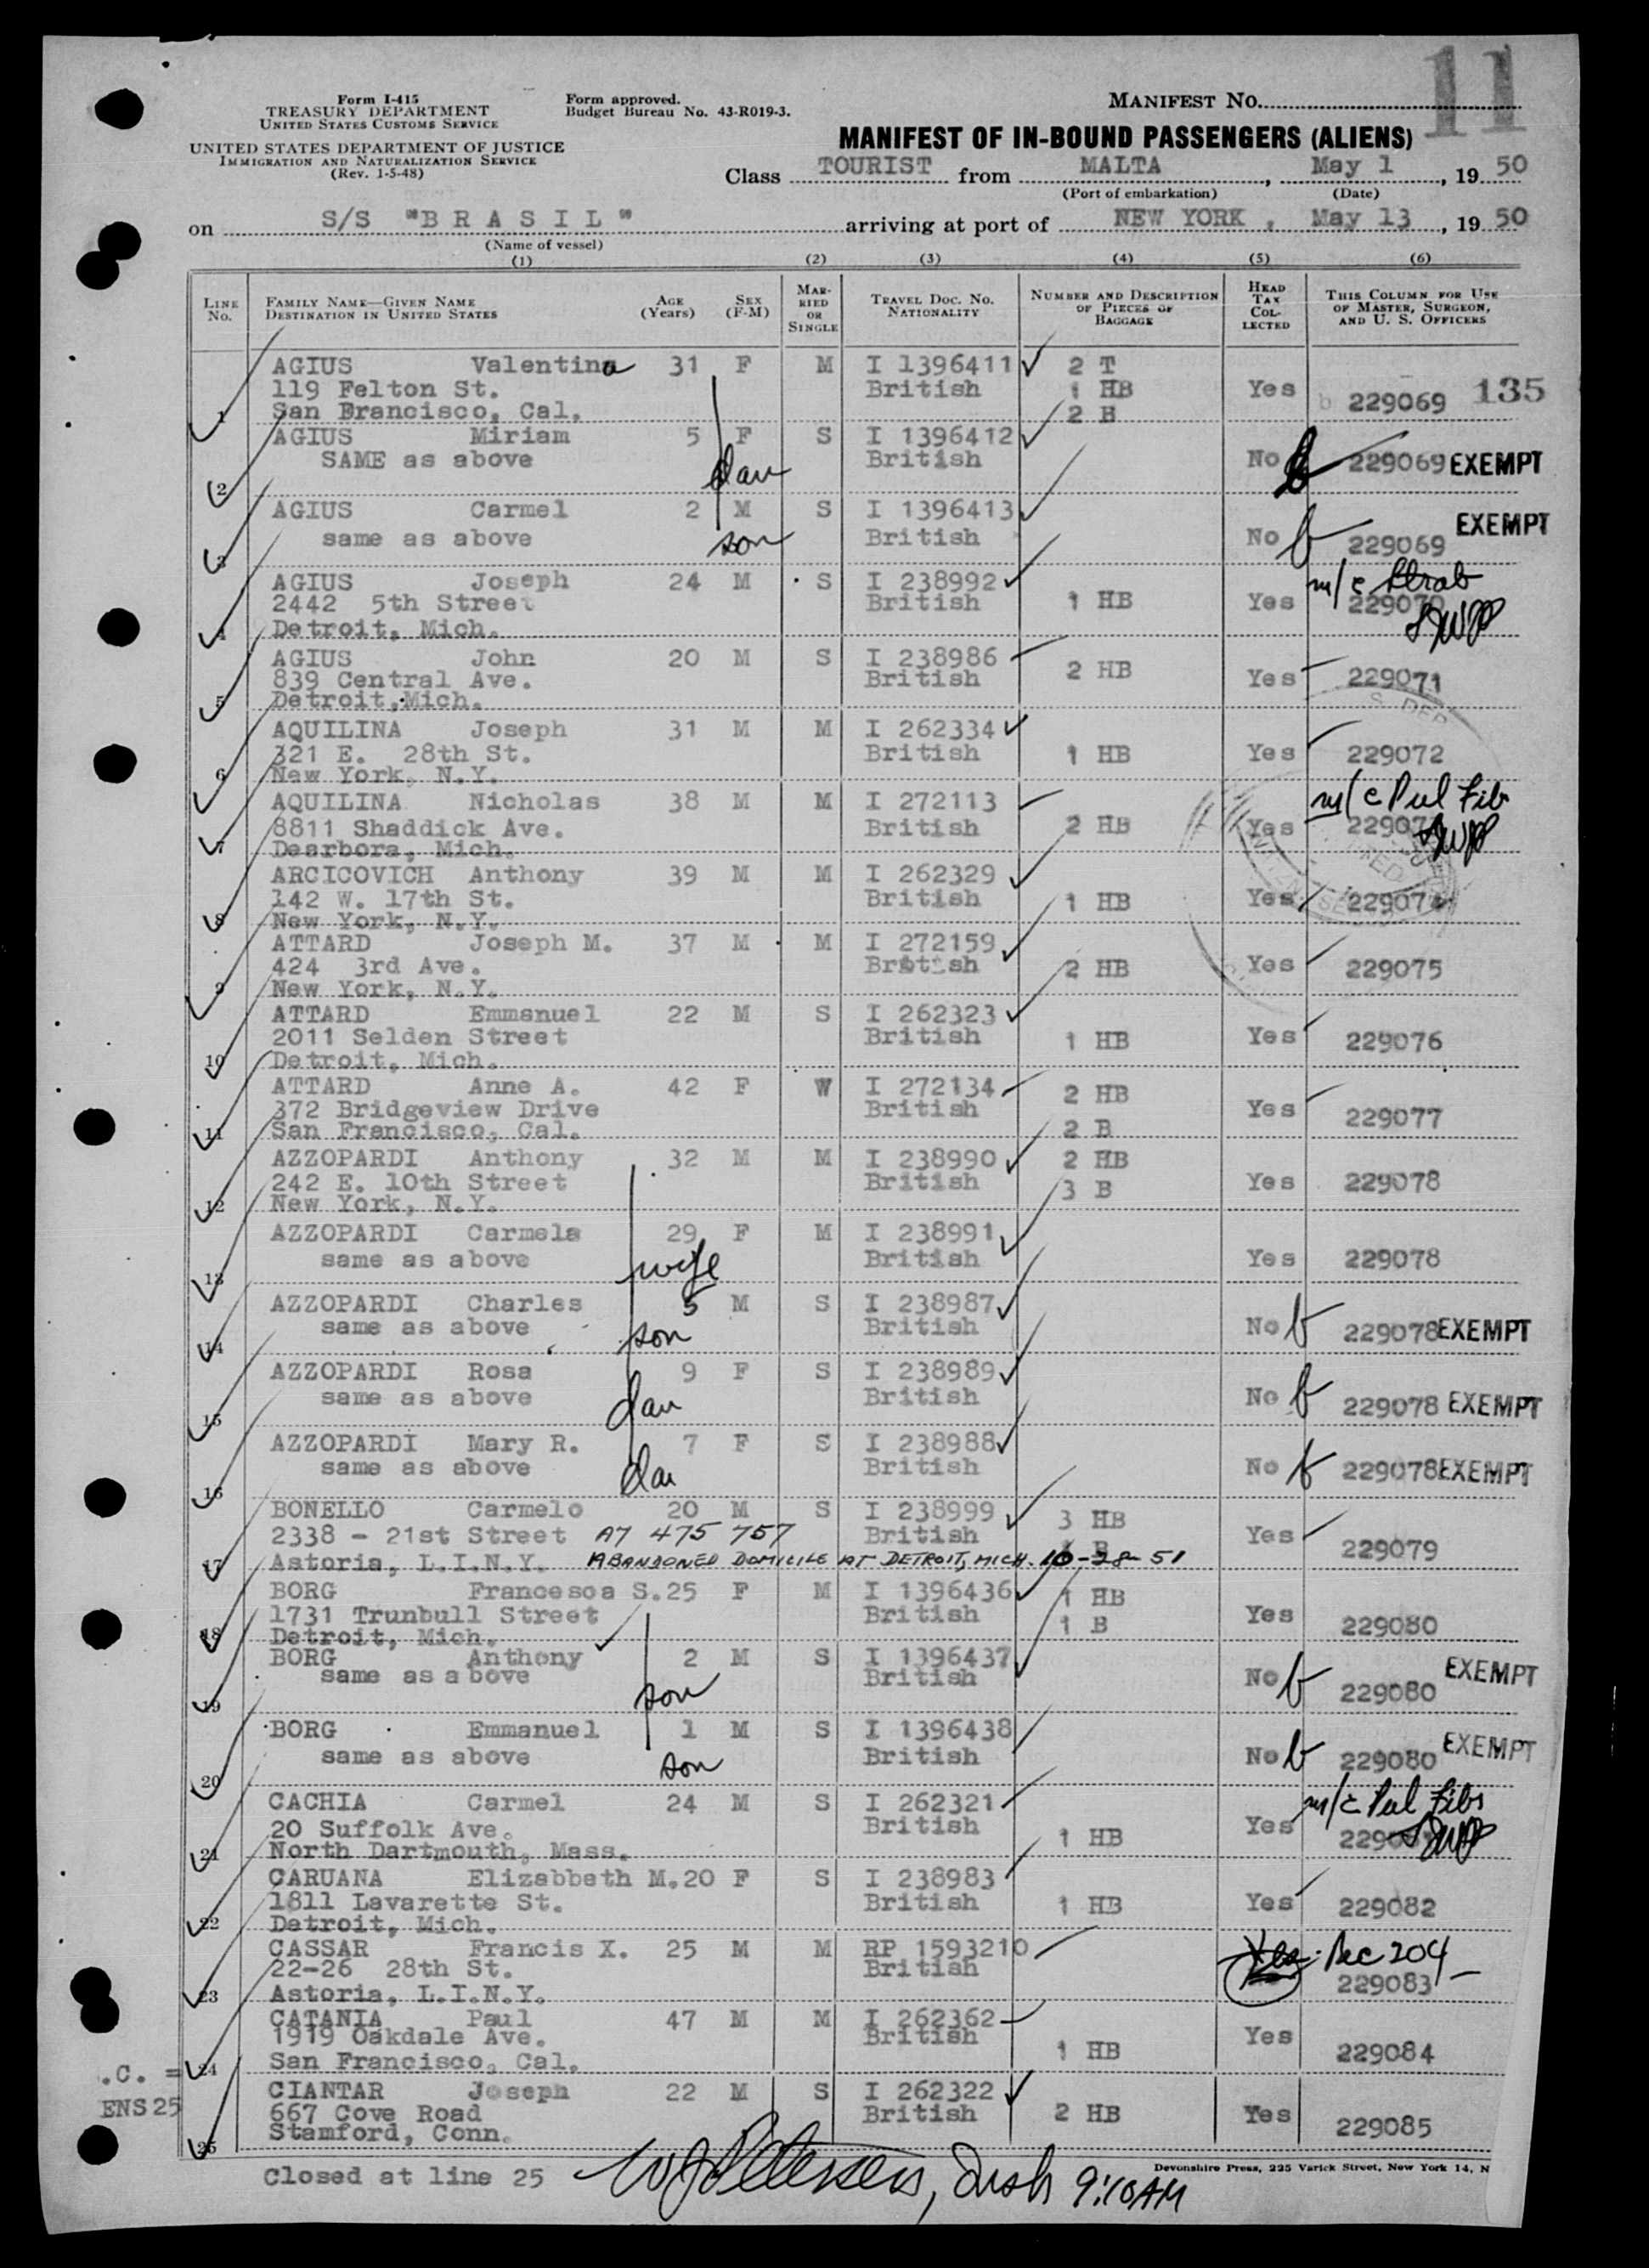 11
Form I-415
TREASURY DEPARTMENT
UNITED STATES CUSTOMS SERVICE
UNITED STATES DEPARTMENT OF JUSTICE
IMMIGRATION AND NATURALIZATION SERVICE
(Rev. 1-5-48)
Form approved.
Budget Bureau No. 43-R019-3.
MANIFEST NO.
MANIFEST OF IN-BOUND PASSENGERS (ALIENS)
Class TOURIST from MALTA, May 1, 19 50
(Port of embarkation) (Date)
on S/S "B R A S I L" arriving at port of NEW YORK, May 13, 19 50
(Name of vessel)
(1) (2) (3) (4) (5) (6)
LINE No. FAMILY NAME—GIVEN NAME DESTINATION IN UNITED STATES AGE (Years) SEX (F-M) MARRIED OR SINGLE TRAVEL DOC. NO. NATIONALITY NUMBER AND DESCRIPTION OF PIECES OF BAGGAGE HEAD TAX COLLECTED THIS COLUMN FOR USE OF MASTER, SURGEON, AND U. S. OFFICERS
AGIUS Valentina 31 F M I 1396411 2 T
119 Felton St. British 1 HB Yes 229069 135
1 San Francisco, Cal. 2 B
AGIUS Miriam 5 F S I 1396412
SAME as above dau British No 229069 EXEMPT
2
AGIUS Carmel 2 M S I 1396413 EXEMPT
same as above son British No 229069
3
AGIUS Joseph 24 M S I 238992 m/c Strab
2442 5th Street British 1 HB Yes 229070
4 Detroit, Mich.
AGIUS John 20 M S I 238986
839 Central Ave. British 2 HB Yes 229071
5 Detroit, Mich.
AQUILINA Joseph 31 M M I 262334
321 E. 28th St. British 1 HB Yes 229072
6 New York, N.Y.
AQUILINA Nicholas 38 M M I 272113 m/c Pul Fib
8811 Shaddick Ave. British 2 HB Yes
7 Dearborn, Mich.
ARCICOVICH Anthony 39 M M I 262329
142 W. 17th St. British 1 HB Yes 229074
8 New York, N.Y.
ATTARD Joseph M. 37 M M I 272159
424 3rd Ave. British 2 HB Yes 229075
9 New York, N.Y.
ATTARD Emmanuel 22 M S I 262323
2011 Selden Street British 1 HB Yes 229076
10 Detroit, Mich.
ATTARD Anne A. 42 F W I 272134 2 HB
372 Bridgeview Drive British Yes 229077
11 San Francisco, Cal. 2 B
AZZOPARDI Anthony 32 M M I 238990 2 HB
242 E. 10th Street British 3 B Yes 229078
12 New York, N.Y.
AZZOPARDI Carmela 29 F M I 238991
same as above wife British Yes 229078
13
AZZOPARDI Charles 5 M S I 238987
same as above son British No 229078 EXEMPT
14
AZZOPARDI Rosa 9 F S I 238989
same as above dau British No 229078 EXEMPT
15
AZZOPARDI Mary R. 7 F S I 238988
same as above dau British No 229078 EXEMPT
16
BONELLO Carmelo 20 M S I 238999 3 HB
2338 - 21st Street A7 475 757 British Yes 229079
17 Astoria, L.I.N.Y. ABANDONED DOMICILE AT DETROIT, MICH. 10-28-51
BORG Francesca S. 25 F M I 1396436 1 HB
1731 Trunbull Street British 1 B Yes 229080
18 Detroit, Mich.
BORG Anthony 2 M S I 1396437 EXEMPT
same as above son British No 229080
19
BORG Emmanuel 1 M S I 1396438 EXEMPT
same as above son British No 229080
20
CACHIA Carmel 24 M S I 262321 m/c Pul Fibs
20 Suffolk Ave. British 1 HB Yes
21 North Dartmouth, Mass.
CARUANA Elizabbeth M. 20 F S I 238983
1811 Lavarette St. British 1 HB Yes 229082
22 Detroit, Mich.
CASSAR Francis X. 25 M M RP 1593210 Rec 204
22-26 28th St. British 229083
23 Astoria, L.I.N.Y.
CATANIA Paul 47 M M I 262362
1919 Oakdale Ave. British 1 HB Yes 229084
24 San Francisco, Cal.
CIANTAR Joseph 22 M S I 262322
667 Cove Road British 2 HB Yes 229085
25 Stamford, Conn.
.C. =
ENS 25
Closed at line 25 9:10AM
Devonshire Press, 225 Varick Street, New York 14, N